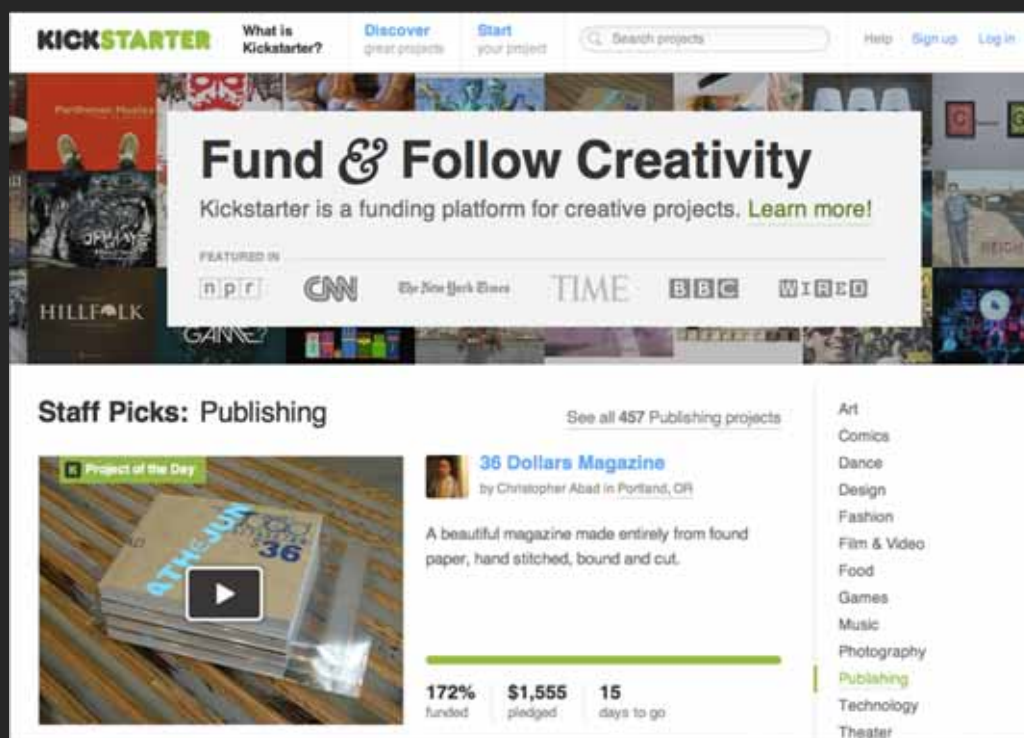 KICKSTARTER
What is
Kickstarter?
Discover
great projects
Start
your project
Search projects
Help
Sign up
Log in
Fund & Follow Creativity
Kickstarter is a funding platform for creative projects. Learn more!
FEATURED IN
npr
CNN
The New York Times
TIME
BBC
WIRED
HILLFOLK
GAME?
Staff Picks: Publishing
See all 457 Publishing projects
K Project of the Day
36
36 Dollars Magazine
by Christopher Abad in Portland, OR
A beautiful magazine made entirely from found
paper, hand stitched, bound and cut.
172%
funded
$1,555
pledged
15
days to go
Art
Comics
Dance
Design
Fashion
Film & Video
Food
Games
Music
Photography
Publishing
Technology
Theater